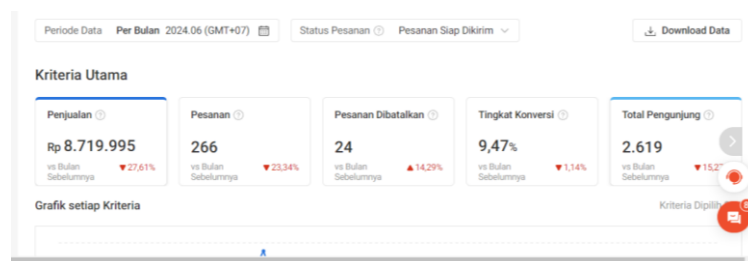 Periode Data Per Bulan 2024.06 (GMT+07) Status Pesanan Pesanan Siap Dikirim Download Data
Kriteria Utama
Penjualan Pesanan Pesanan Dibatalkan Tingkat Konversi Total Pengunjung
Rp 8.719.995 266 24 9,47% 2.619
vs Bulan Sebelumnya ▼27,61% vs Bulan Sebelumnya ▼23,34% vs Bulan Sebelumnya ▲14,29% vs Bulan Sebelumnya ▼1,14% vs Bulan Sebelumnya
Grafik setiap Kriteria Kriteria Dipilih